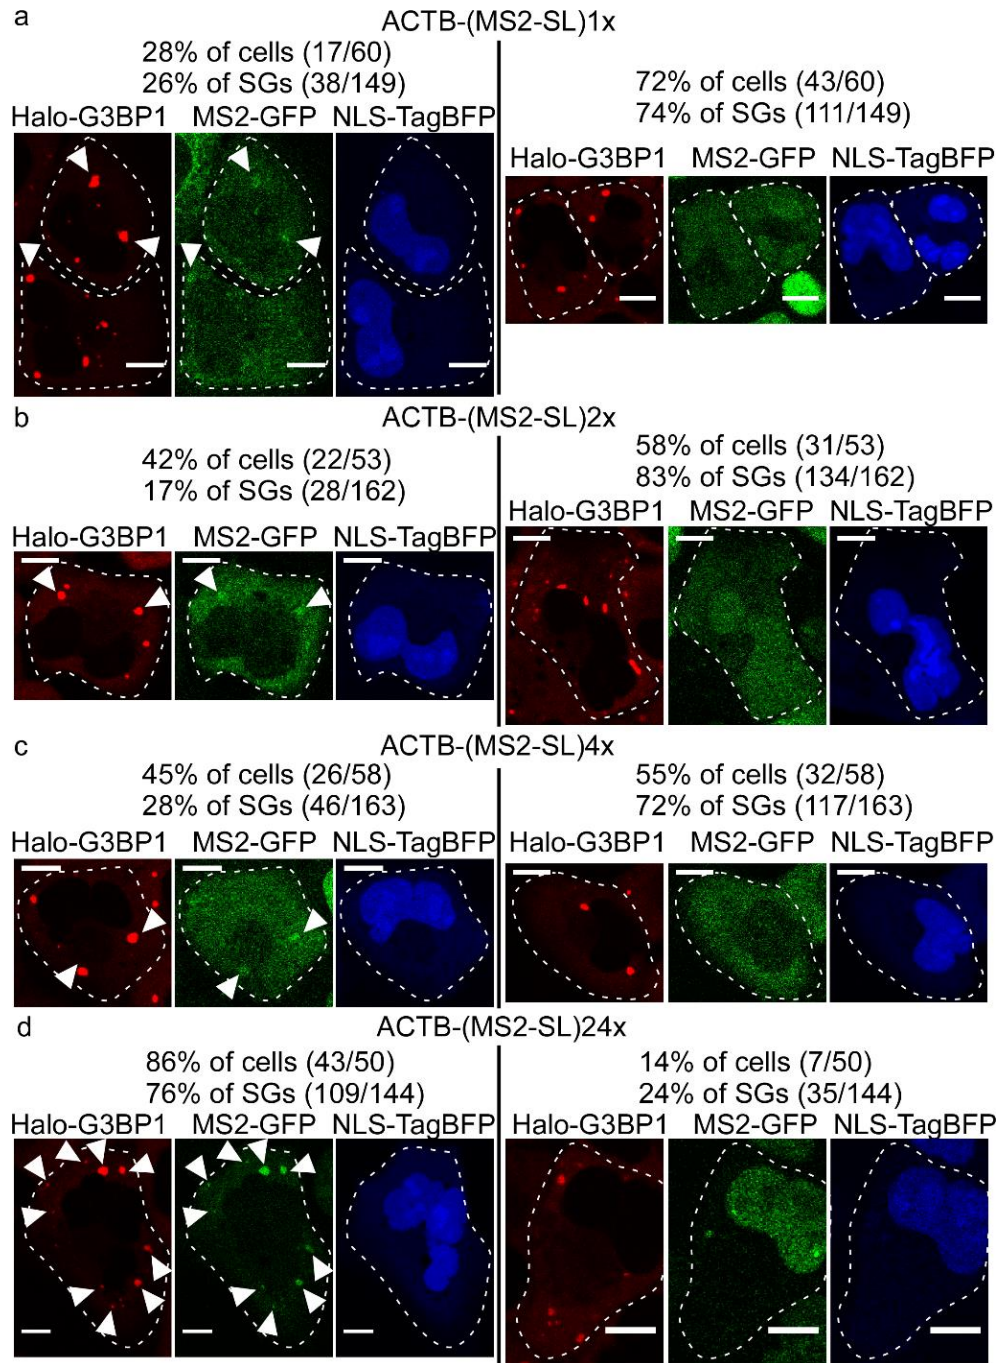 a
ACTB-(MS2-SL)1x
28% of cells (17/60)
26% of SGs (38/149)
Halo-G3BP1 MS2-GFP NLS-TagBFP
72% of cells (43/60)
74% of SGs (111/149)
Halo-G3BP1 MS2-GFP NLS-TagBFP
b
ACTB-(MS2-SL)2x
42% of cells (22/53)
17% of SGs (28/162)
Halo-G3BP1 MS2-GFP NLS-TagBFP
58% of cells (31/53)
83% of SGs (134/162)
Halo-G3BP1 MS2-GFP NLS-TagBFP
c
ACTB-(MS2-SL)4x
45% of cells (26/58)
28% of SGs (46/163)
Halo-G3BP1 MS2-GFP NLS-TagBFP
55% of cells (32/58)
72% of SGs (117/163)
Halo-G3BP1 MS2-GFP NLS-TagBFP
d
ACTB-(MS2-SL)24x
86% of cells (43/50)
76% of SGs (109/144)
Halo-G3BP1 MS2-GFP NLS-TagBFP
14% of cells (7/50)
24% of SGs (35/144)
Halo-G3BP1 MS2-GFP NLS-TagBFP